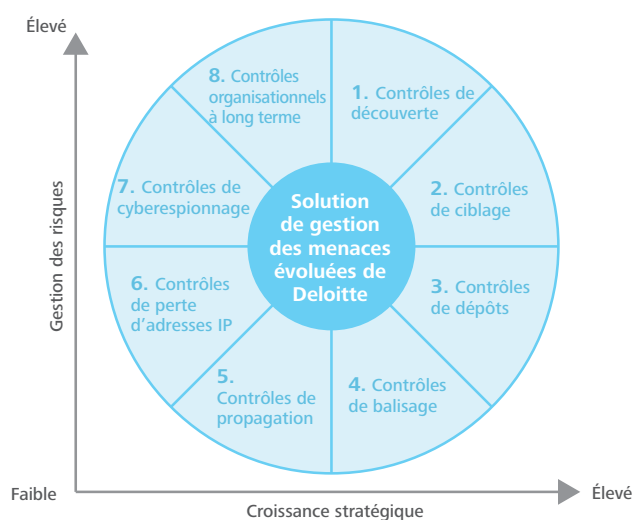 Élevé
8. Contrôles
organisationnels
à long terme
1. Contrôles de
découverte
7. Contrôles de
cyberespionnage
2. Contrôles
de ciblage
Solution
de gestion
des menaces
évoluées de
Deloitte
6. Contrôles
de perte
d'adresses IP
3. Contrôles
de dépôts
5.
Contrôles de
propagation
4. Contrôles
de balisage
Gestion des risques
Faible
Croissance stratégique
Élevé